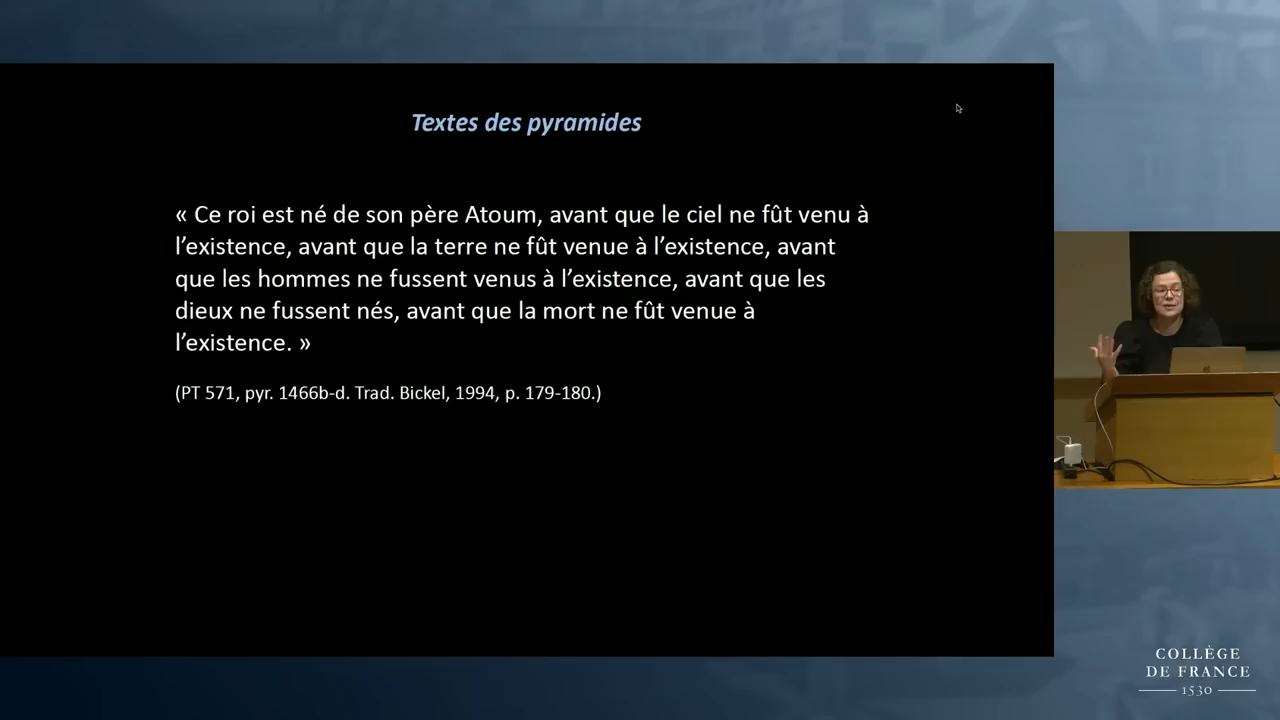 Textes des pyramides
« Ce roi est né de son père Atoum, avant que le ciel ne fût venu à
l’existence, avant que la terre ne fût venue à l’existence, avant
que les hommes ne fussent venus à l’existence, avant que les
dieux ne fussent nés, avant que la mort ne fût venue à
l’existence. »
(PT 571, pyr. 1466b-d. Trad. Bickel, 1994, p. 179-180.)
COLLÈGE
DE FRANCE
1530